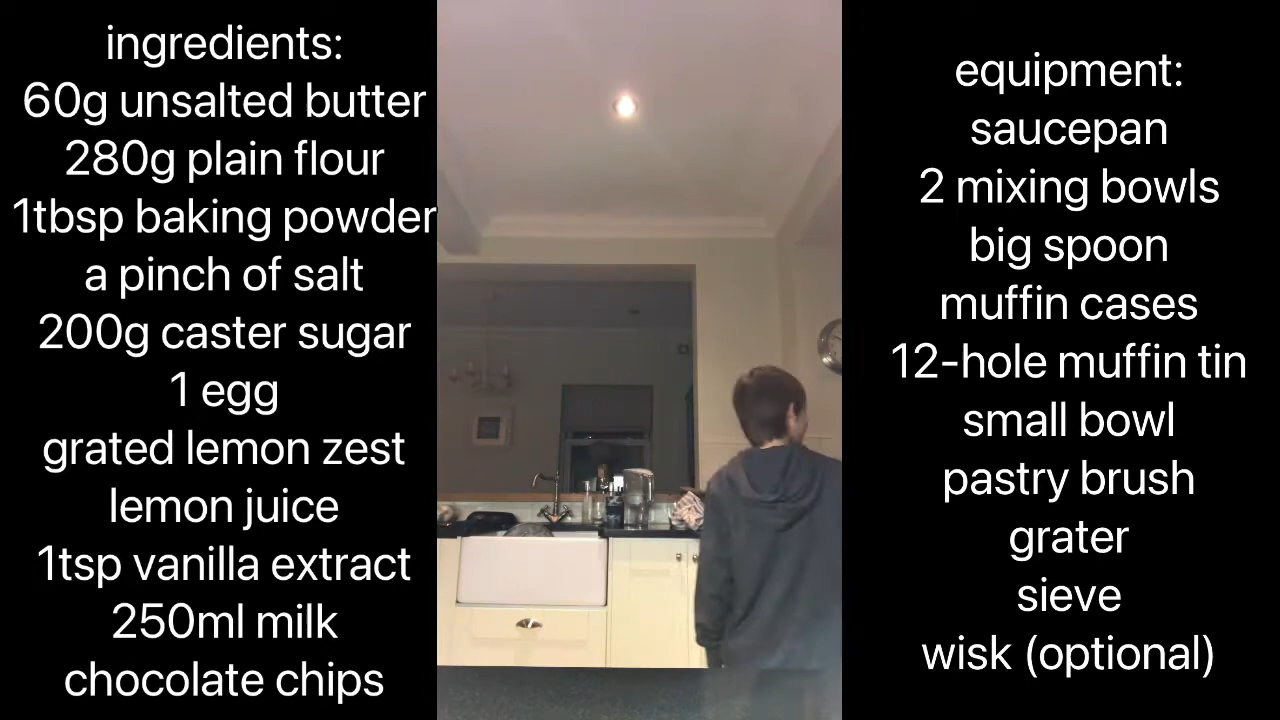 ingredients:
60g unsalted butter
280g plain flour
1tbsp baking powder
a pinch of salt
200g caster sugar
1 egg
grated lemon zest
lemon juice
1tsp vanilla extract
250ml milk
chocolate chips
equipment:
saucepan
2 mixing bowls
big spoon
muffin cases
12-hole muffin tin
small bowl
pastry brush
grater
sieve
wisk (optional)